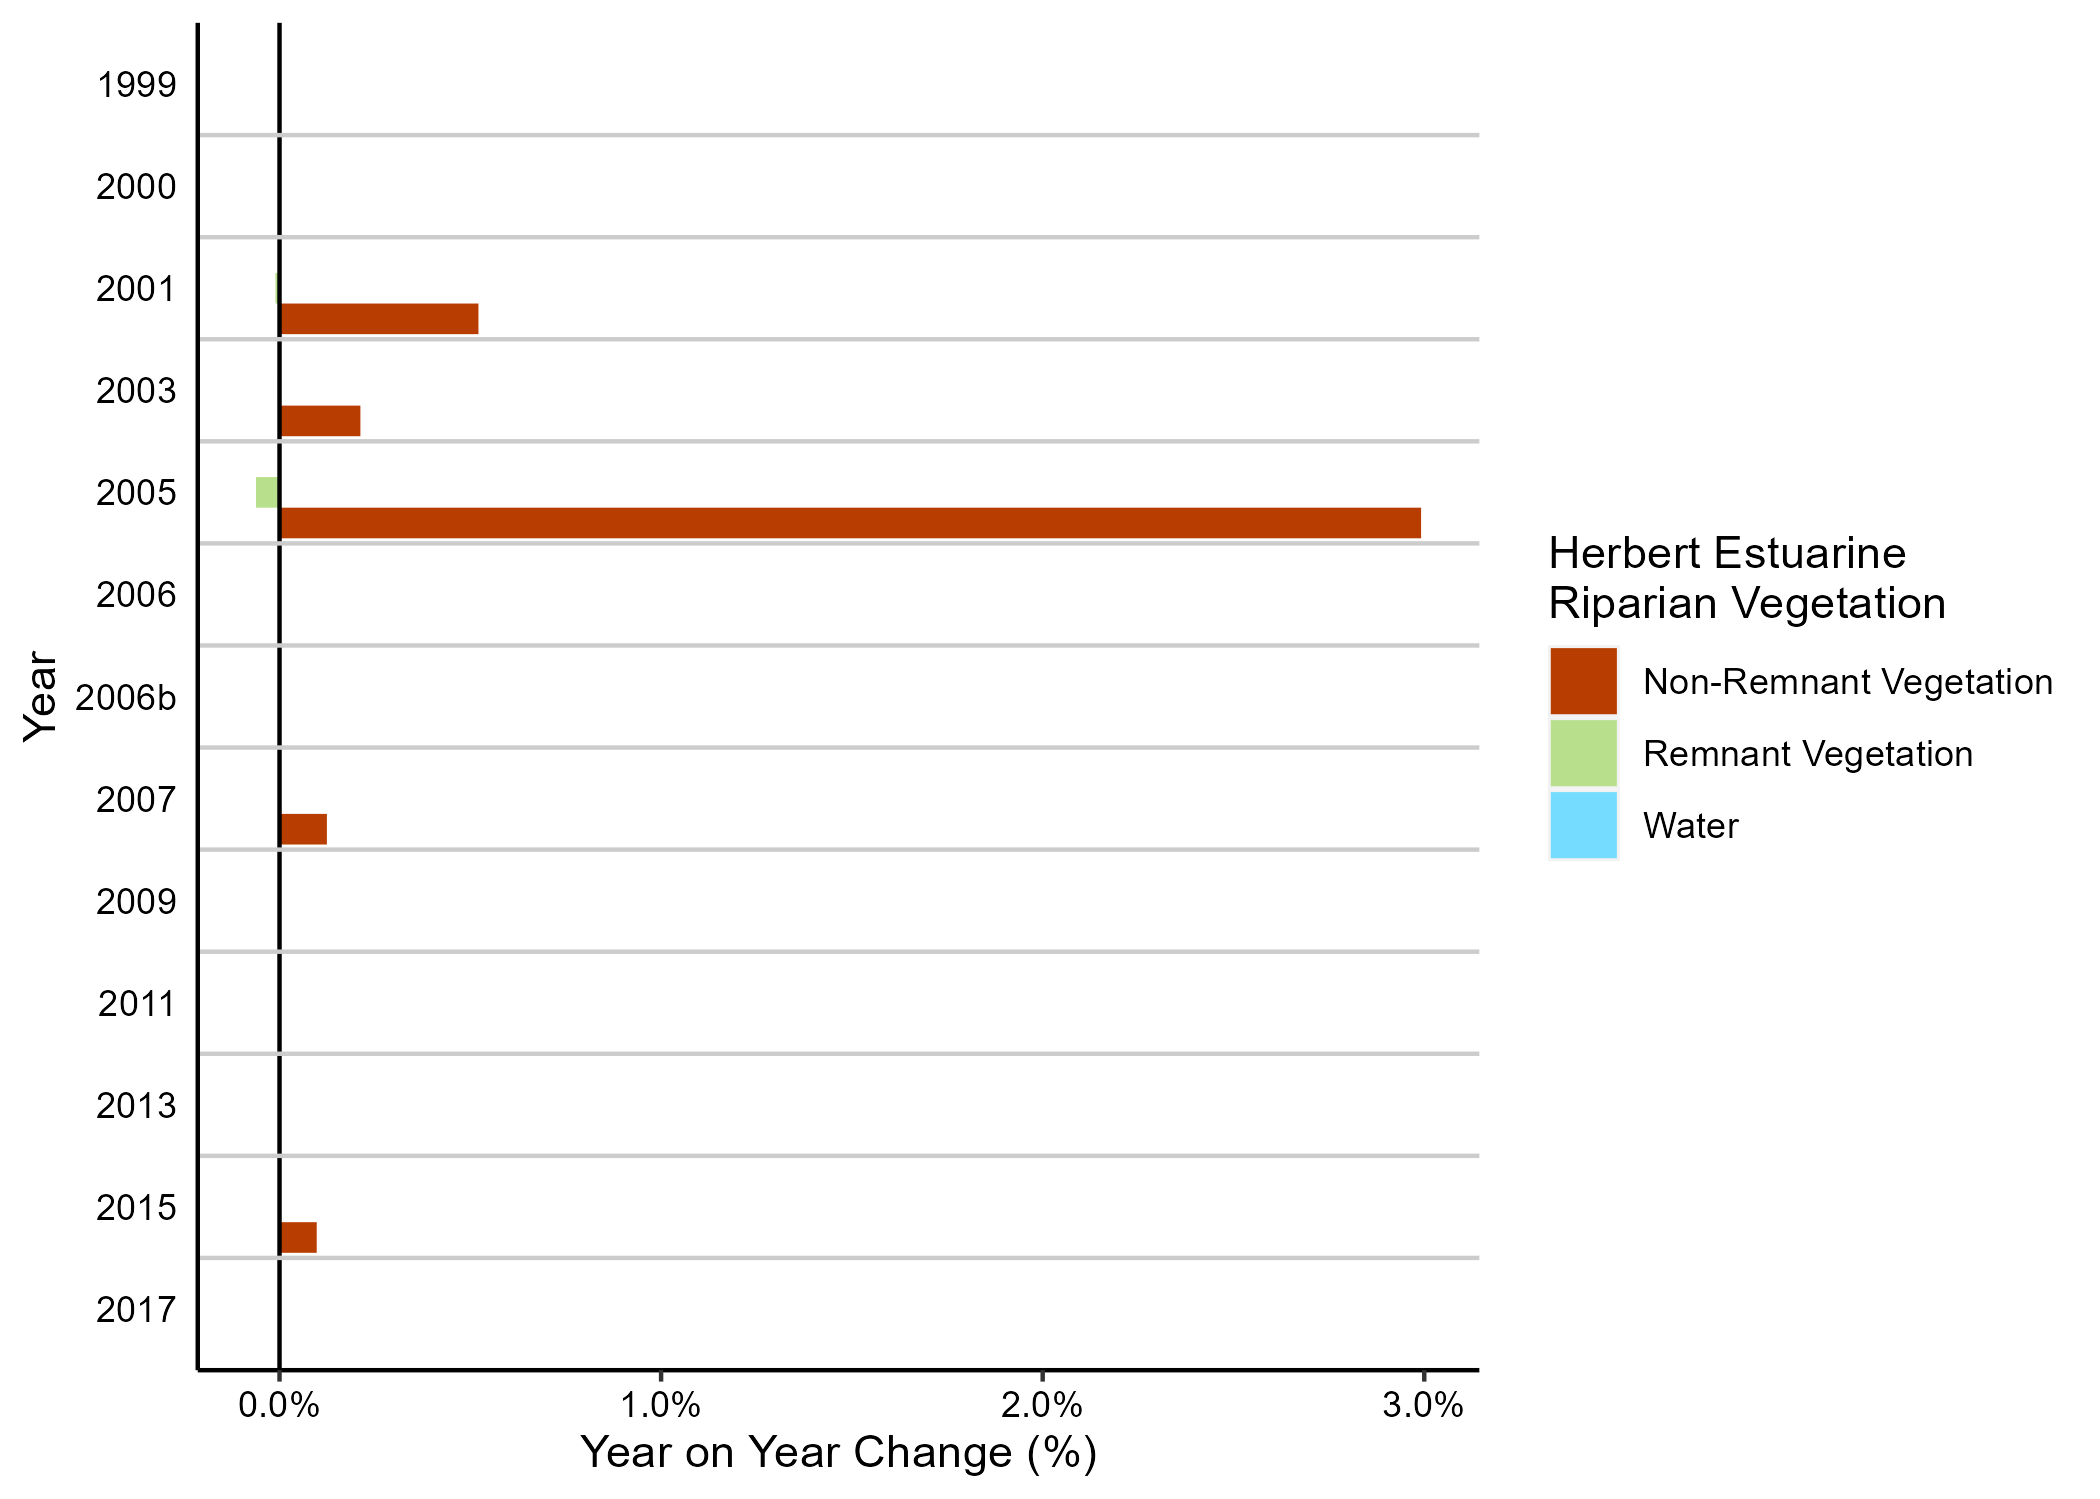 1999
2000
2001
2003
2005
2006
2006b
2007
2009
2011
2013
2015
2017
Year
0.0%
1.0%
2.0%
3.0%
Year on Year Change (%)
Herbert Estuarine
Riparian Vegetation
Non-Remnant Vegetation
Remnant Vegetation
Water